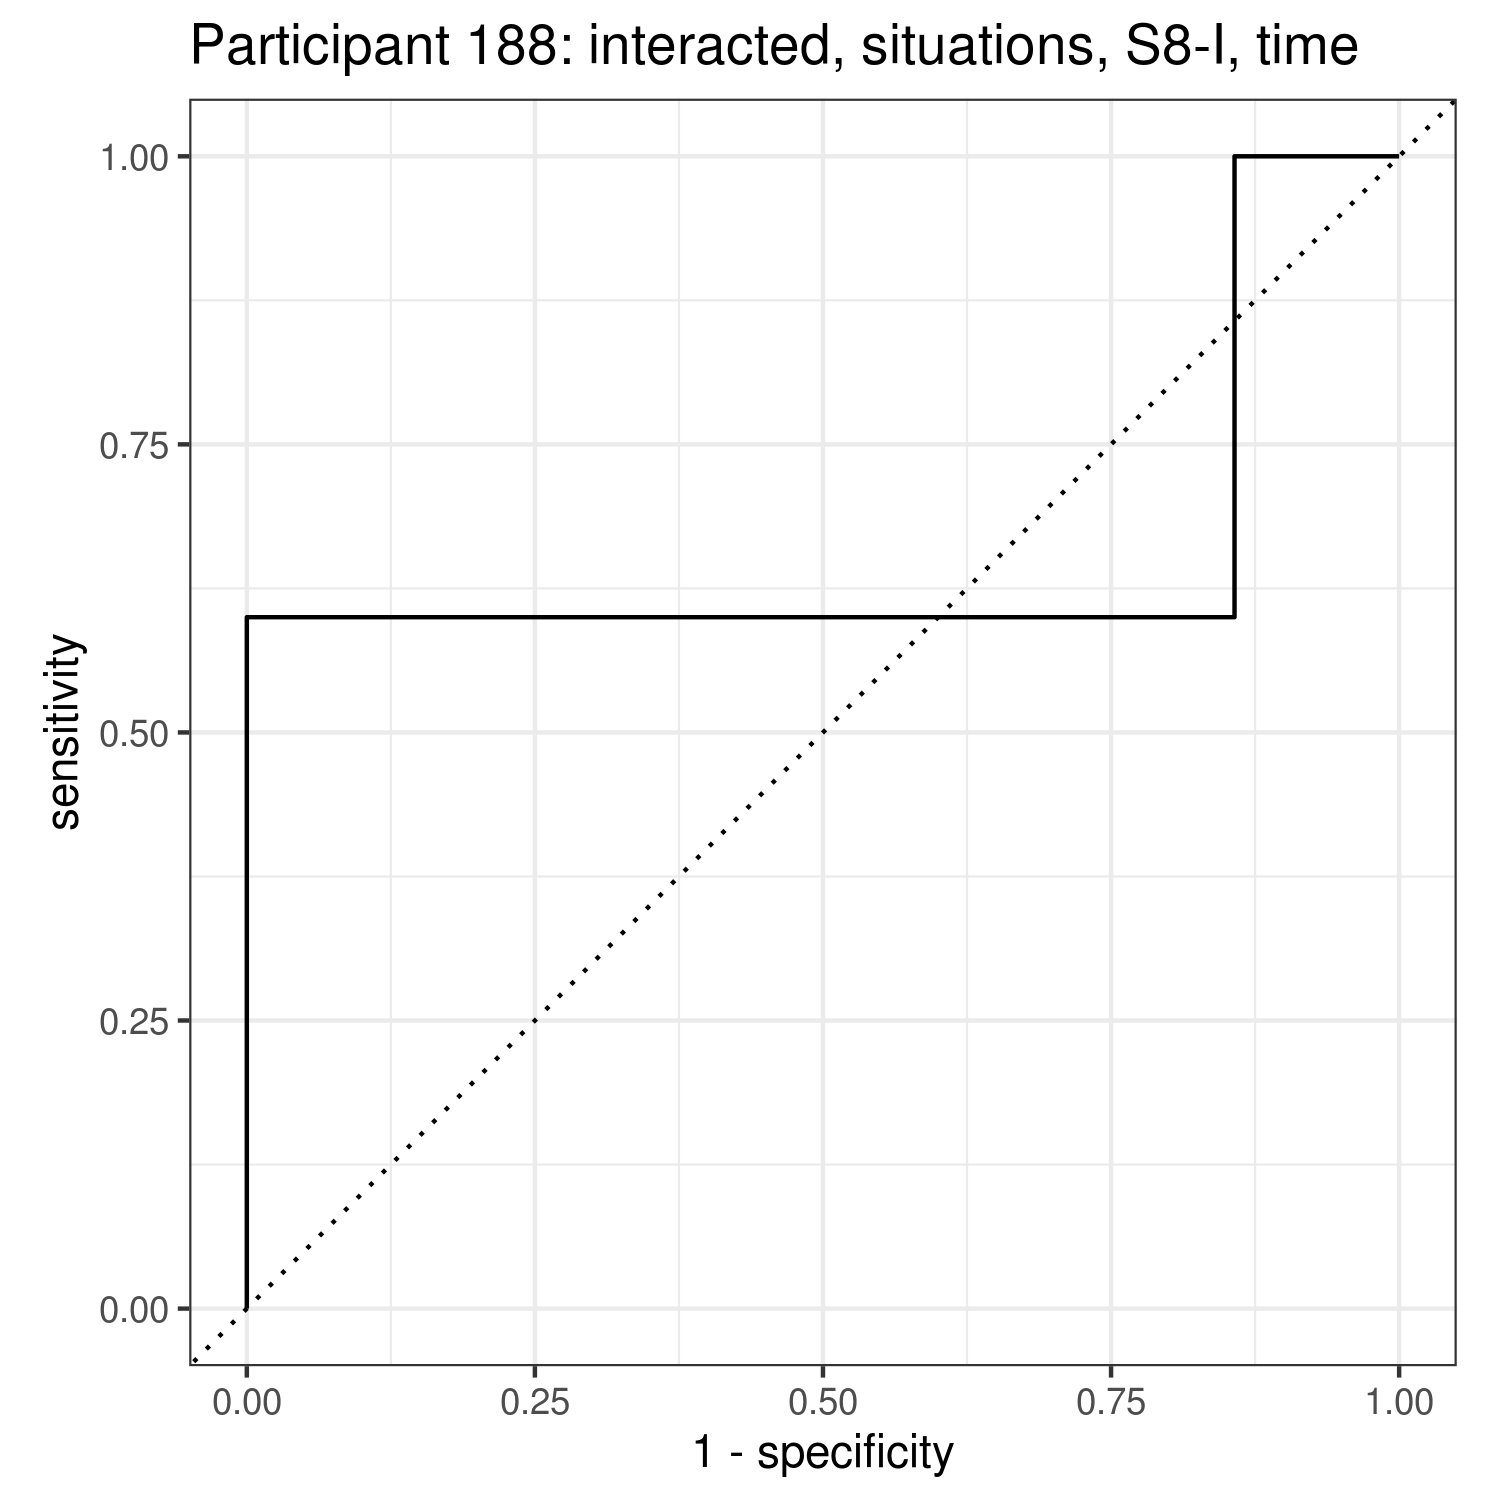 Participant 188: interacted, situations, S8-I, time
sensitivity
1.00
0.75
0.50
0.25
0.00
0.00 0.25 0.50 0.75 1.00
1 - specificity